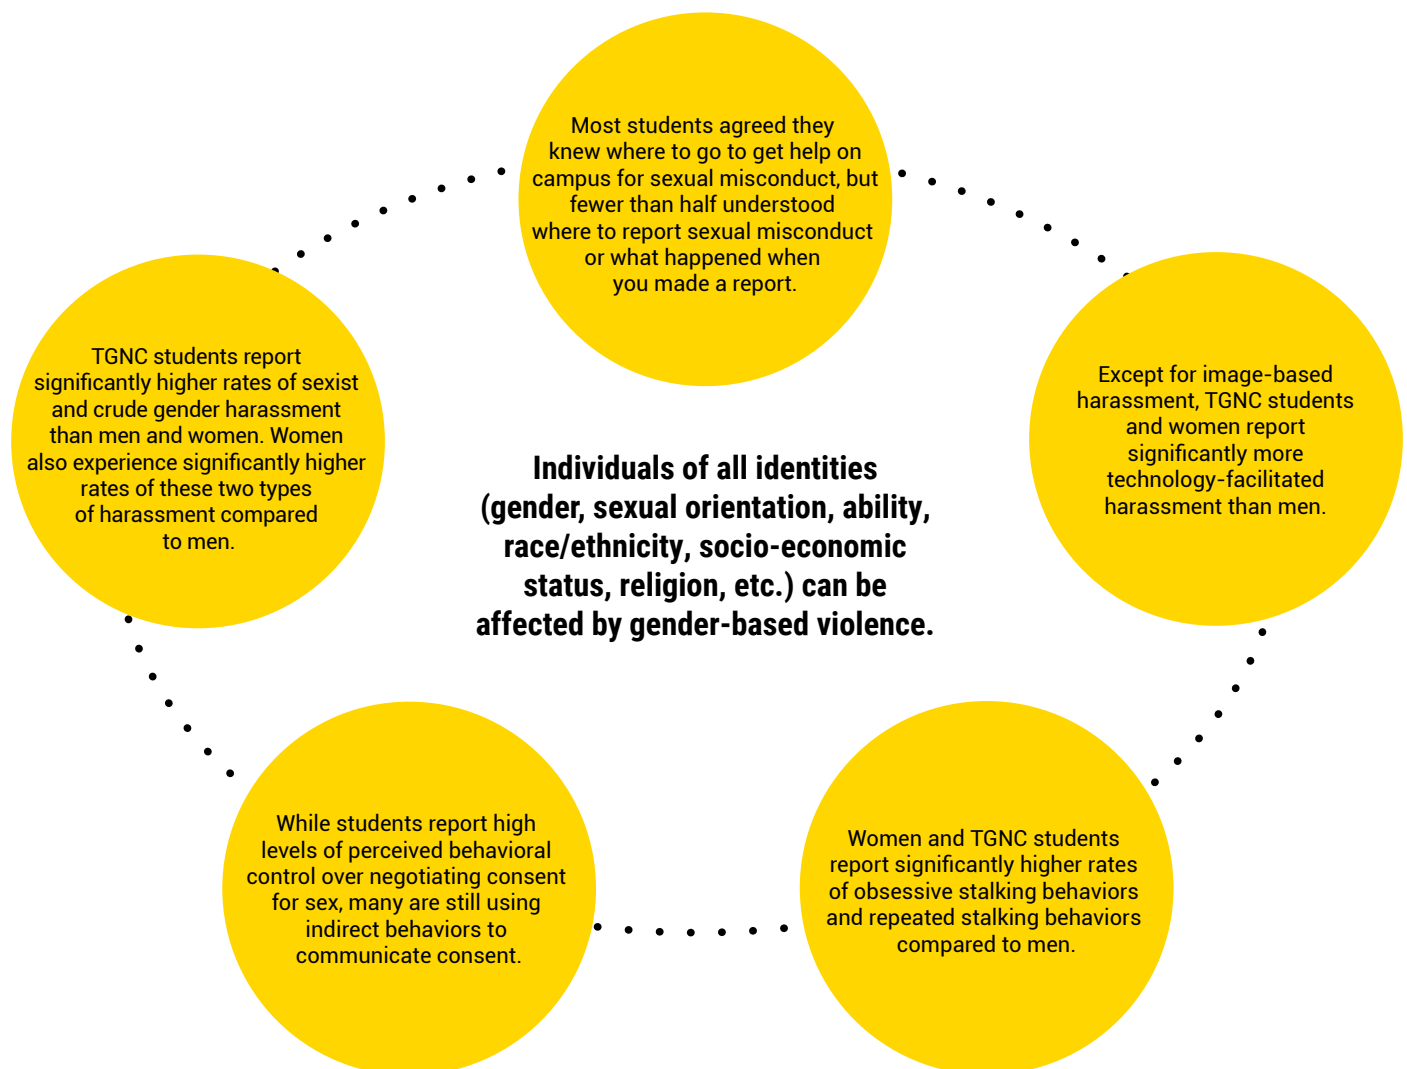 Most students agreed they
knew where to go to get help on
campus for sexual misconduct, but
fewer than half understood
where to report sexual misconduct
or what happened when
you made a report.
TGNC students report
significantly higher rates of sexist
and crude gender harassment
than men and women. Women
also experience significantly higher
rates of these two types
of harassment compared
to men.
Except for image-based
harassment, TGNC students
and women report
significantly more
technology-facilitated
harassment than men.
Individuals of all identities
(gender, sexual orientation, ability,
race/ethnicity, socio-economic
status, religion, etc.) can be
affected by gender-based violence.
While students report high
levels of perceived behavioral
control over negotiating consent
for sex, many are still using
indirect behaviors to
communicate consent.
Women and TGNC students
report significantly higher rates
of obsessive stalking behaviors
and repeated stalking behaviors
compared to men.